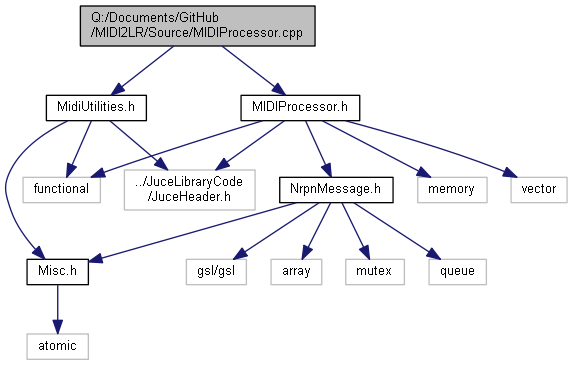 Q:/Documents/GitHub
/MIDI2LR/Source/MIDIProcessor.cpp
MidiUtilities.h
MIDIProcessor.h
functional
../JuceLibraryCode
/JuceHeader.h
NrpnMessage.h
memory
vector
Misc.h
gsl/gsl
array
mutex
queue
atomic